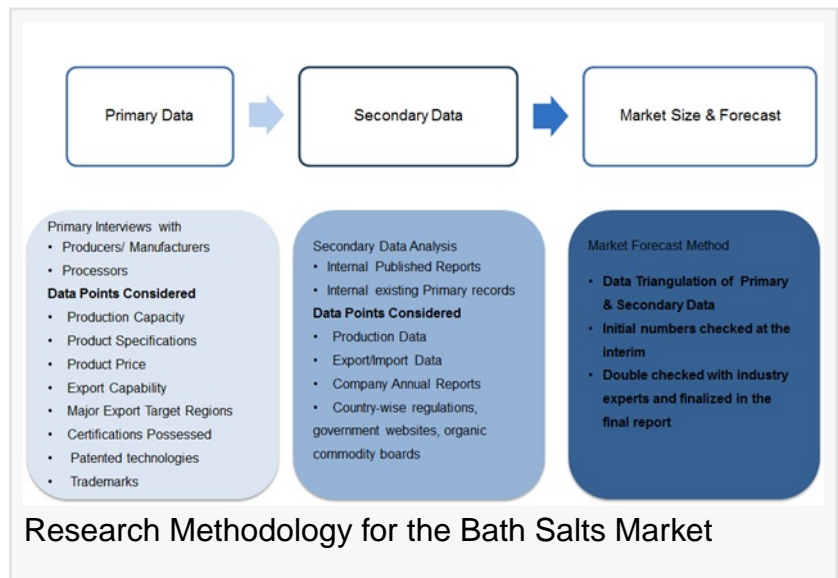 Primary Data
Secondary Data
Market Size & Forecast
Primary Interviews with
• Producers/ Manufacturers
• Processors
Data Points Considered
• Production Capacity
• Product Specifications
• Product Price
• Export Capability
• Major Export Target Regions
• Certifications Possessed
• Patented technologies
• Trademarks
Secondary Data Analysis
• Internal Published Reports
• Internal existing Primary records
Data Points Considered
• Production Data
• Export/Import Data
• Company Annual Reports
• Country-wise regulations,
government websites, organic
commodity boards
Market Forecast Method
• Data Triangulation of Primary
& Secondary Data
• Initial numbers checked at the
interim
• Double checked with industry
experts and finalized in the
final report
Research Methodology for the Bath Salts Market